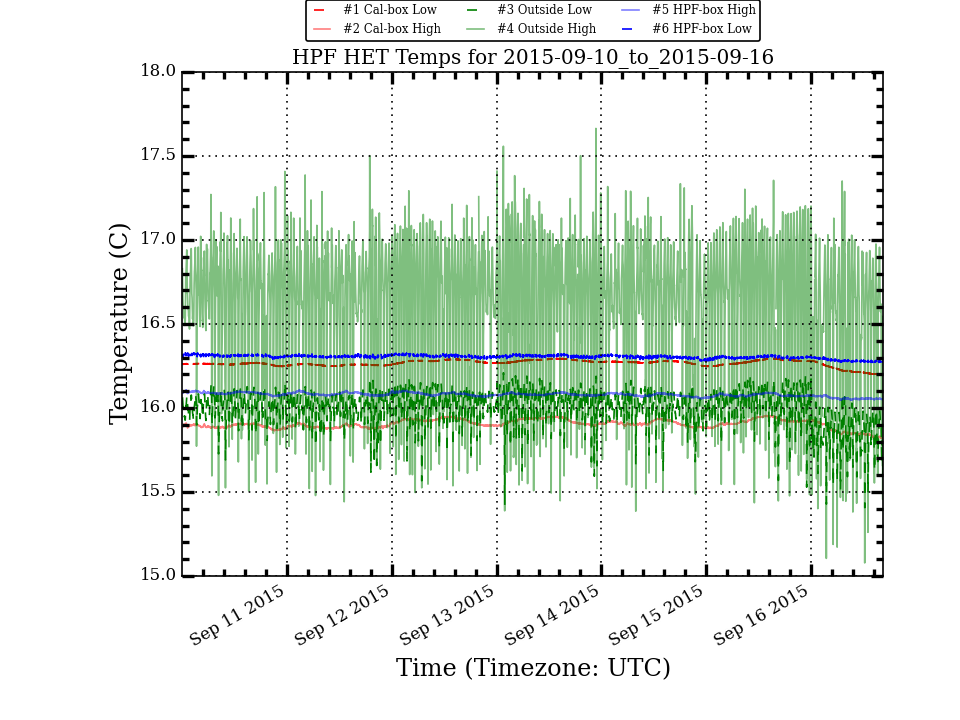 #1 Cal-box Low #3 Outside Low #5 HPF-box High
#2 Cal-box High #4 Outside High #6 HPF-box Low
HPF HET Temps for 2015-09-10_to_2015-09-16
18.0
17.5
17.0
16.5
16.0
15.5
15.0
Temperature (C)
Sep 11 2015 Sep 12 2015 Sep 13 2015 Sep 14 2015 Sep 15 2015 Sep 16 2015
Time (Timezone: UTC)